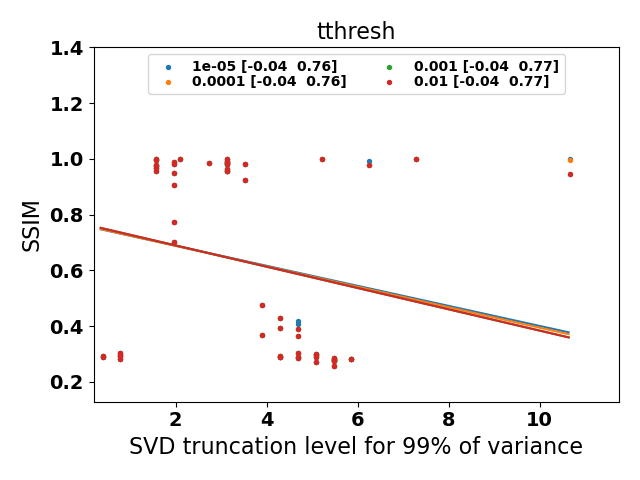 tthresh
1e-05 [-0.04 0.76]
0.0001 [-0.04 0.76]
0.001 [-0.04 0.77]
0.01 [-0.04 0.77]
1.4
1.2
1.0
0.8
0.6
0.4
0.2
SSIM
2 4 6 8 10
SVD truncation level for 99% of variance